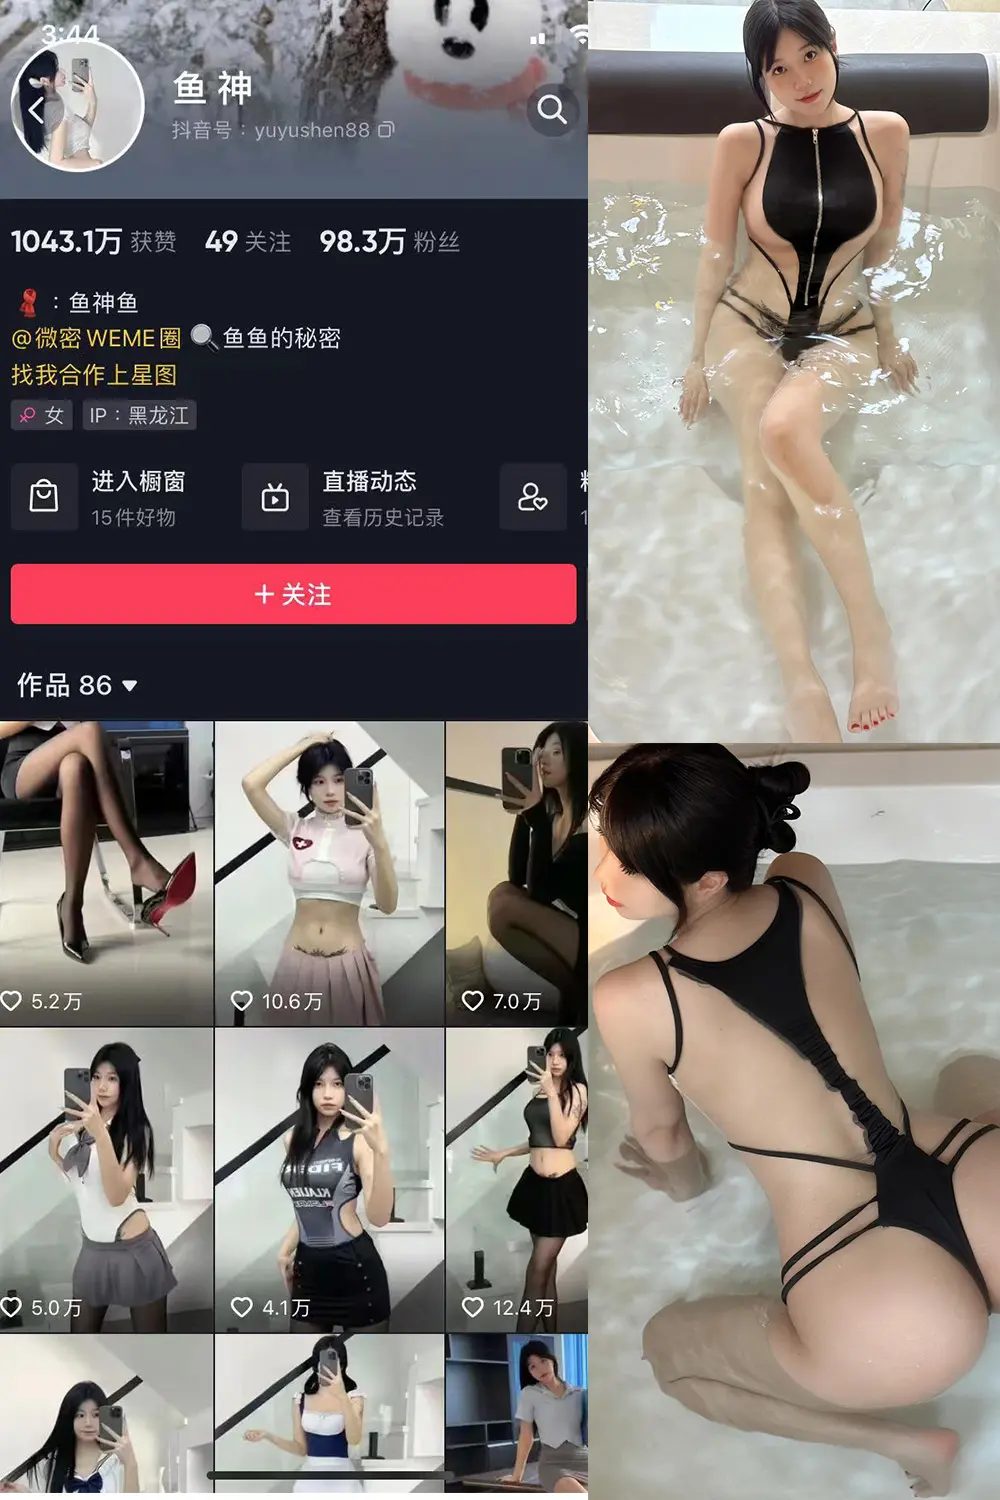 3:44
鱼 神
抖音号：yuyushen88
1043.1万 获赞 49 关注 98.3万 粉丝
：鱼神鱼
@微密 WEME圈 鱼鱼的秘密
找我合作上星图
女 IP：黑龙江
进入橱窗 直播动态
15件好物 查看历史记录
+ 关注
作品 86
5.2万 10.6万 7.0万
5.0万 4.1万 12.4万